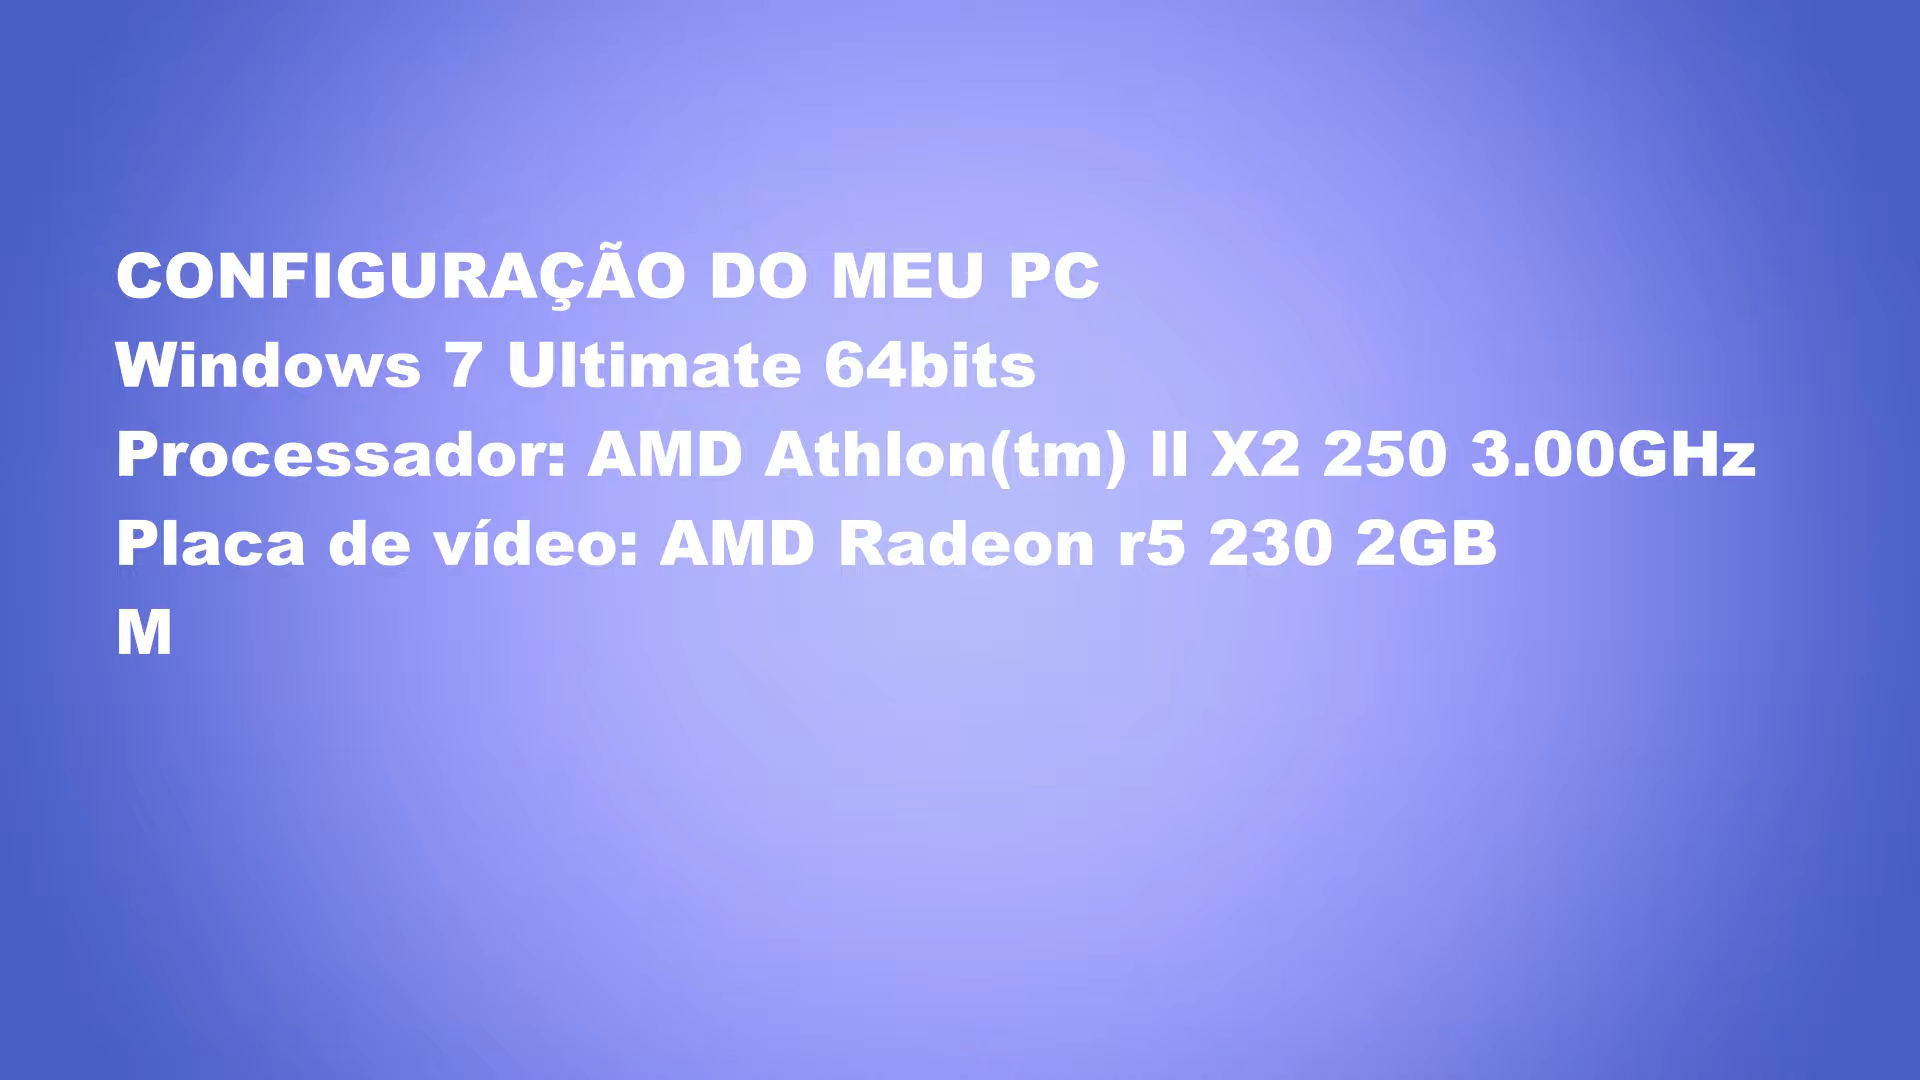 CONFIGURAÇÃO DO MEU PC
Windows 7 Ultimate 64bits
Processador: AMD Athlon(tm) ll X2 250 3.00GHz
Placa de vídeo: AMD Radeon r5 230 2GB
M